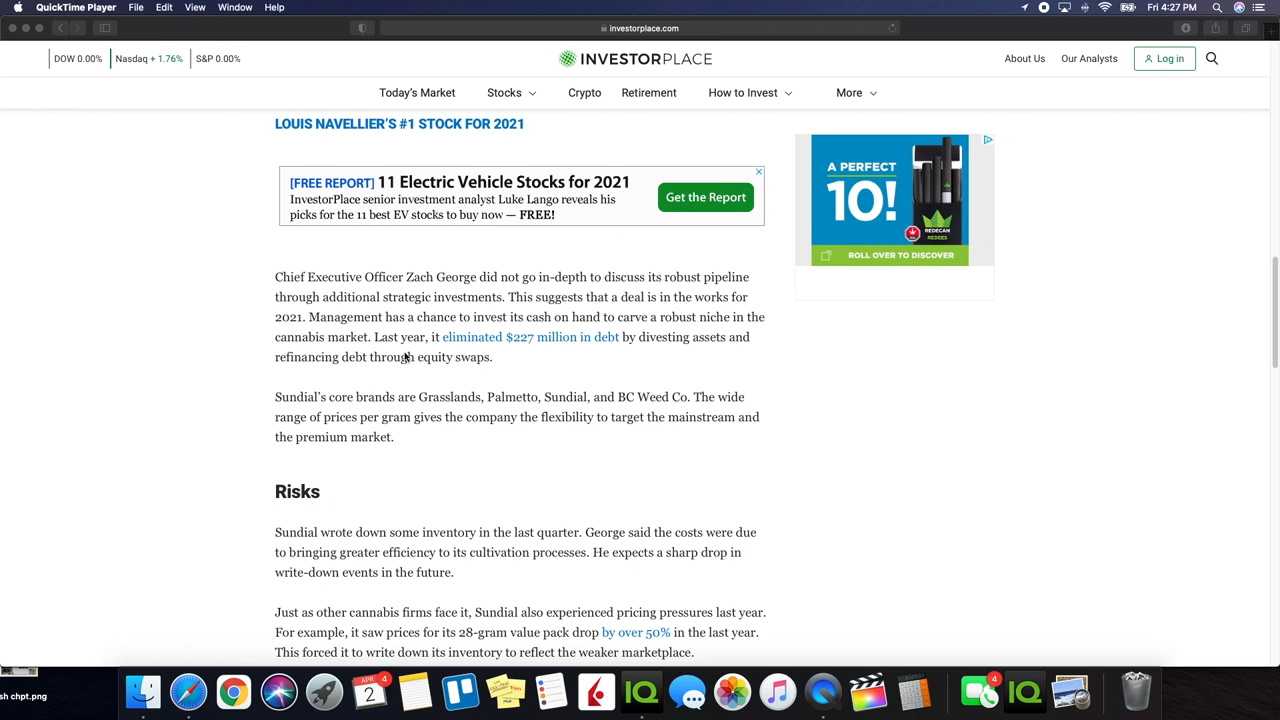 QuickTime Player File Edit View Window Help
Fri 4:27 PM
investorplace.com
DOW 0.00% Nasdaq + 1.76% S&P 0.00%
INVESTORPLACE
About Us Our Analysts Log in
Today's Market Stocks Crypto Retirement How to Invest More
LOUIS NAVELLIER'S #1 STOCK FOR 2021
[FREE REPORT] 11 Electric Vehicle Stocks for 2021
InvestorPlace senior investment analyst Luke Lango reveals his
picks for the 11 best EV stocks to buy now — FREE!
Get the Report
A PERFECT
10!
REDECAN
REDEES
ROLL OVER TO DISCOVER
Chief Executive Officer Zach George did not go in-depth to discuss its robust pipeline
through additional strategic investments. This suggests that a deal is in the works for
2021. Management has a chance to invest its cash on hand to carve a robust niche in the
cannabis market. Last year, it eliminated $227 million in debt by divesting assets and
refinancing debt through equity swaps.
Sundial's core brands are Grasslands, Palmetto, Sundial, and BC Weed Co. The wide
range of prices per gram gives the company the flexibility to target the mainstream and
the premium market.
Risks
Sundial wrote down some inventory in the last quarter. George said the costs were due
to bringing greater efficiency to its cultivation processes. He expects a sharp drop in
write-down events in the future.
Just as other cannabis firms face it, Sundial also experienced pricing pressures last year.
For example, it saw prices for its 28-gram value pack drop by over 50% in the last year.
This forced it to write down its inventory to reflect the weaker marketplace.
sh chpt.png
APR
2
4
IQ
4
IQ